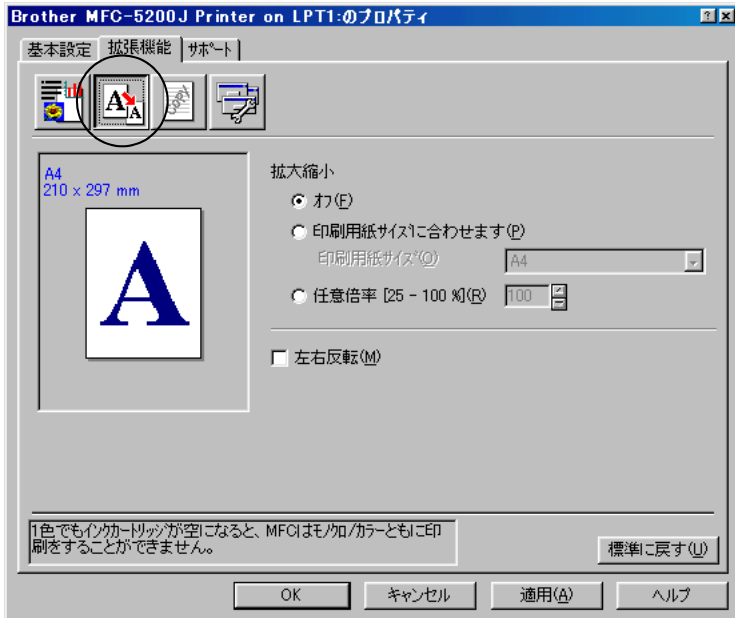 Brother MFC-5200J Printer on LPT1:のプロパティ
基本設定 拡張機能 ｻﾎﾟｰﾄ
A A COPY
A4
210 x 297 mm
A
拡大縮小
ｵﾌ(F)
印刷用紙ｻｲｽﾞに合わせます(P)
印刷用紙ｻｲｽﾞ(O) A4
任意倍率 [25 - 100 %](R) 100
左右反転(M)
1色でもｲﾝｸｶｰﾄﾘｯｼﾞが空になると、MFCはﾓﾉｸﾛ/ｶﾗｰともに印
刷をすることができません。
標準に戻す(U)
OK キャンセル 適用(A) ヘルプ